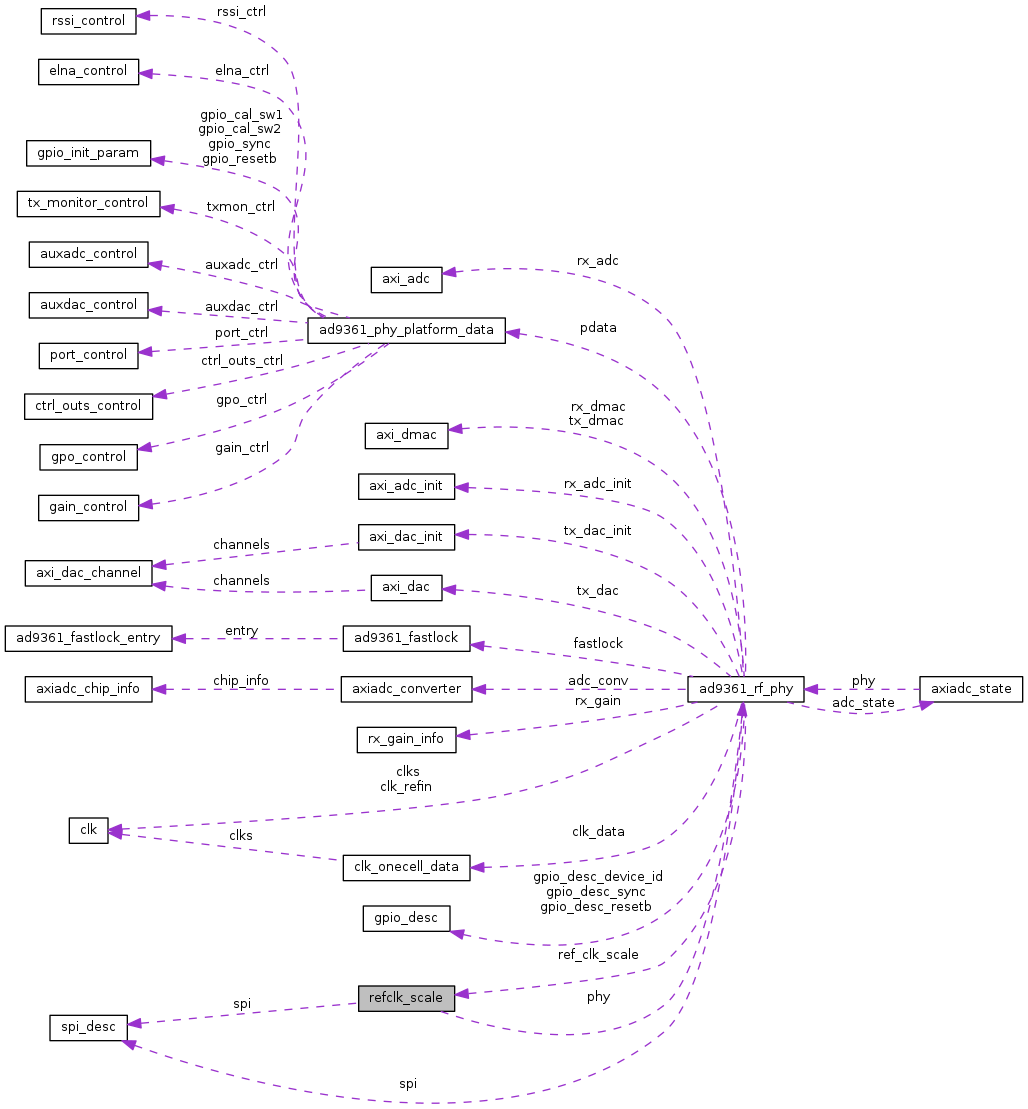 rssi_control
rssi_ctrl
elna_control
elna_ctrl
gpio_cal_sw1
gpio_cal_sw2
gpio_sync
gpio_resetb
gpio_init_param
tx_monitor_control
txmon_ctrl
auxadc_control
auxadc_ctrl
auxdac_control
auxdac_ctrl
port_control
port_ctrl
ctrl_outs_control
ctrl_outs_ctrl
gpo_control
gpo_ctrl
gain_control
gain_ctrl
axi_adc
rx_adc
ad9361_phy_platform_data
pdata
axi_dmac
rx_dmac
tx_dmac
axi_adc_init
rx_adc_init
axi_dac_init
tx_dac_init
axi_dac_channel
channels
channels
axi_dac
tx_dac
ad9361_fastlock_entry
entry
ad9361_fastlock
fastlock
axiadc_chip_info
chip_info
axiadc_converter
adc_conv
rx_gain
ad9361_rf_phy
phy
adc_state
axiadc_state
rx_gain_info
clks
clk_refin
clk
clks
clk_onecell_data
clk_data
gpio_desc_device_id
gpio_desc_sync
gpio_desc_resetb
gpio_desc
ref_clk_scale
refclk_scale
phy
spi
spi_desc
spi